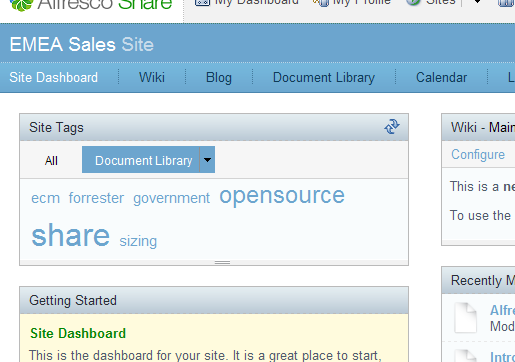 Alfresco Share My Dashboard My Profile Sites
EMEA Sales Site
Site Dashboard Wiki Blog Document Library Calendar
Site Tags
All Document Library
ecm forrester government opensource
share sizing
Getting Started
Site Dashboard
This is the dashboard for your site. It is a great place to start,
Wiki - Main
Configure
This is a ne
To use the
Recently M
Alfre
Mod
Intro